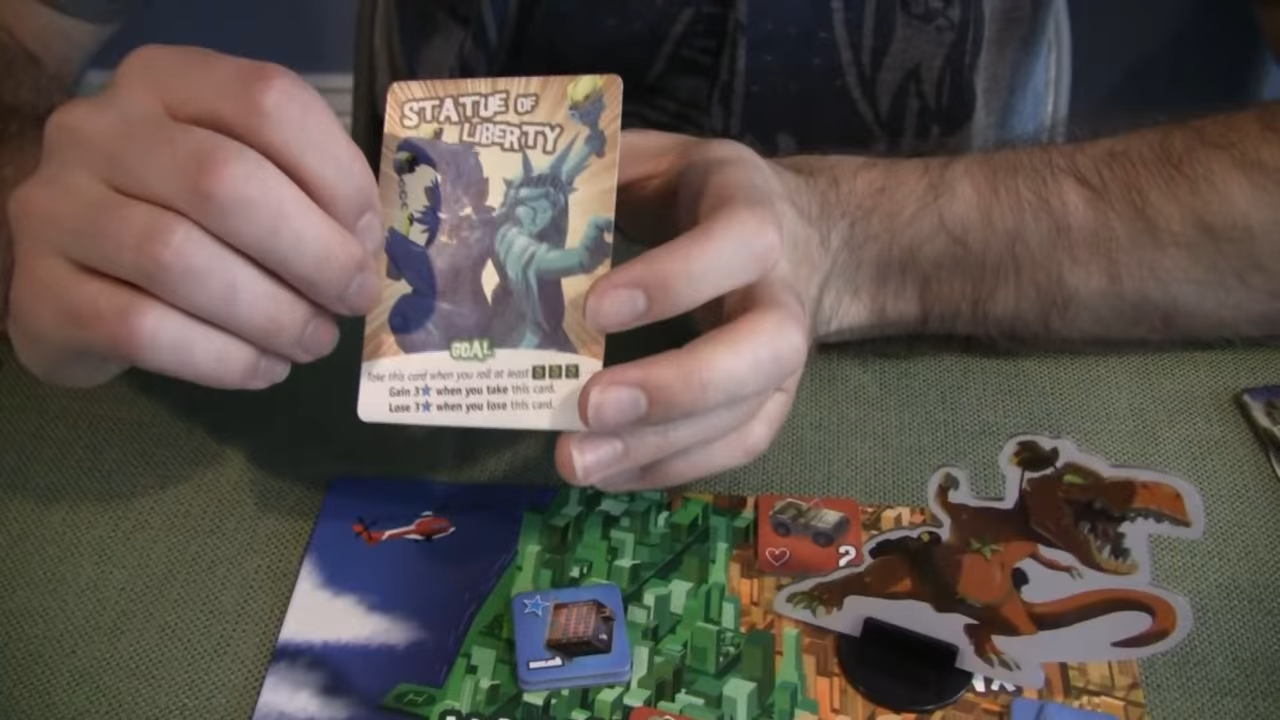 STATUE OF
LIBERTY
GOAL
Take this card when you roll at least
Gain 3★ when you take this card.
Lose 3★ when you lose this card.
?
H